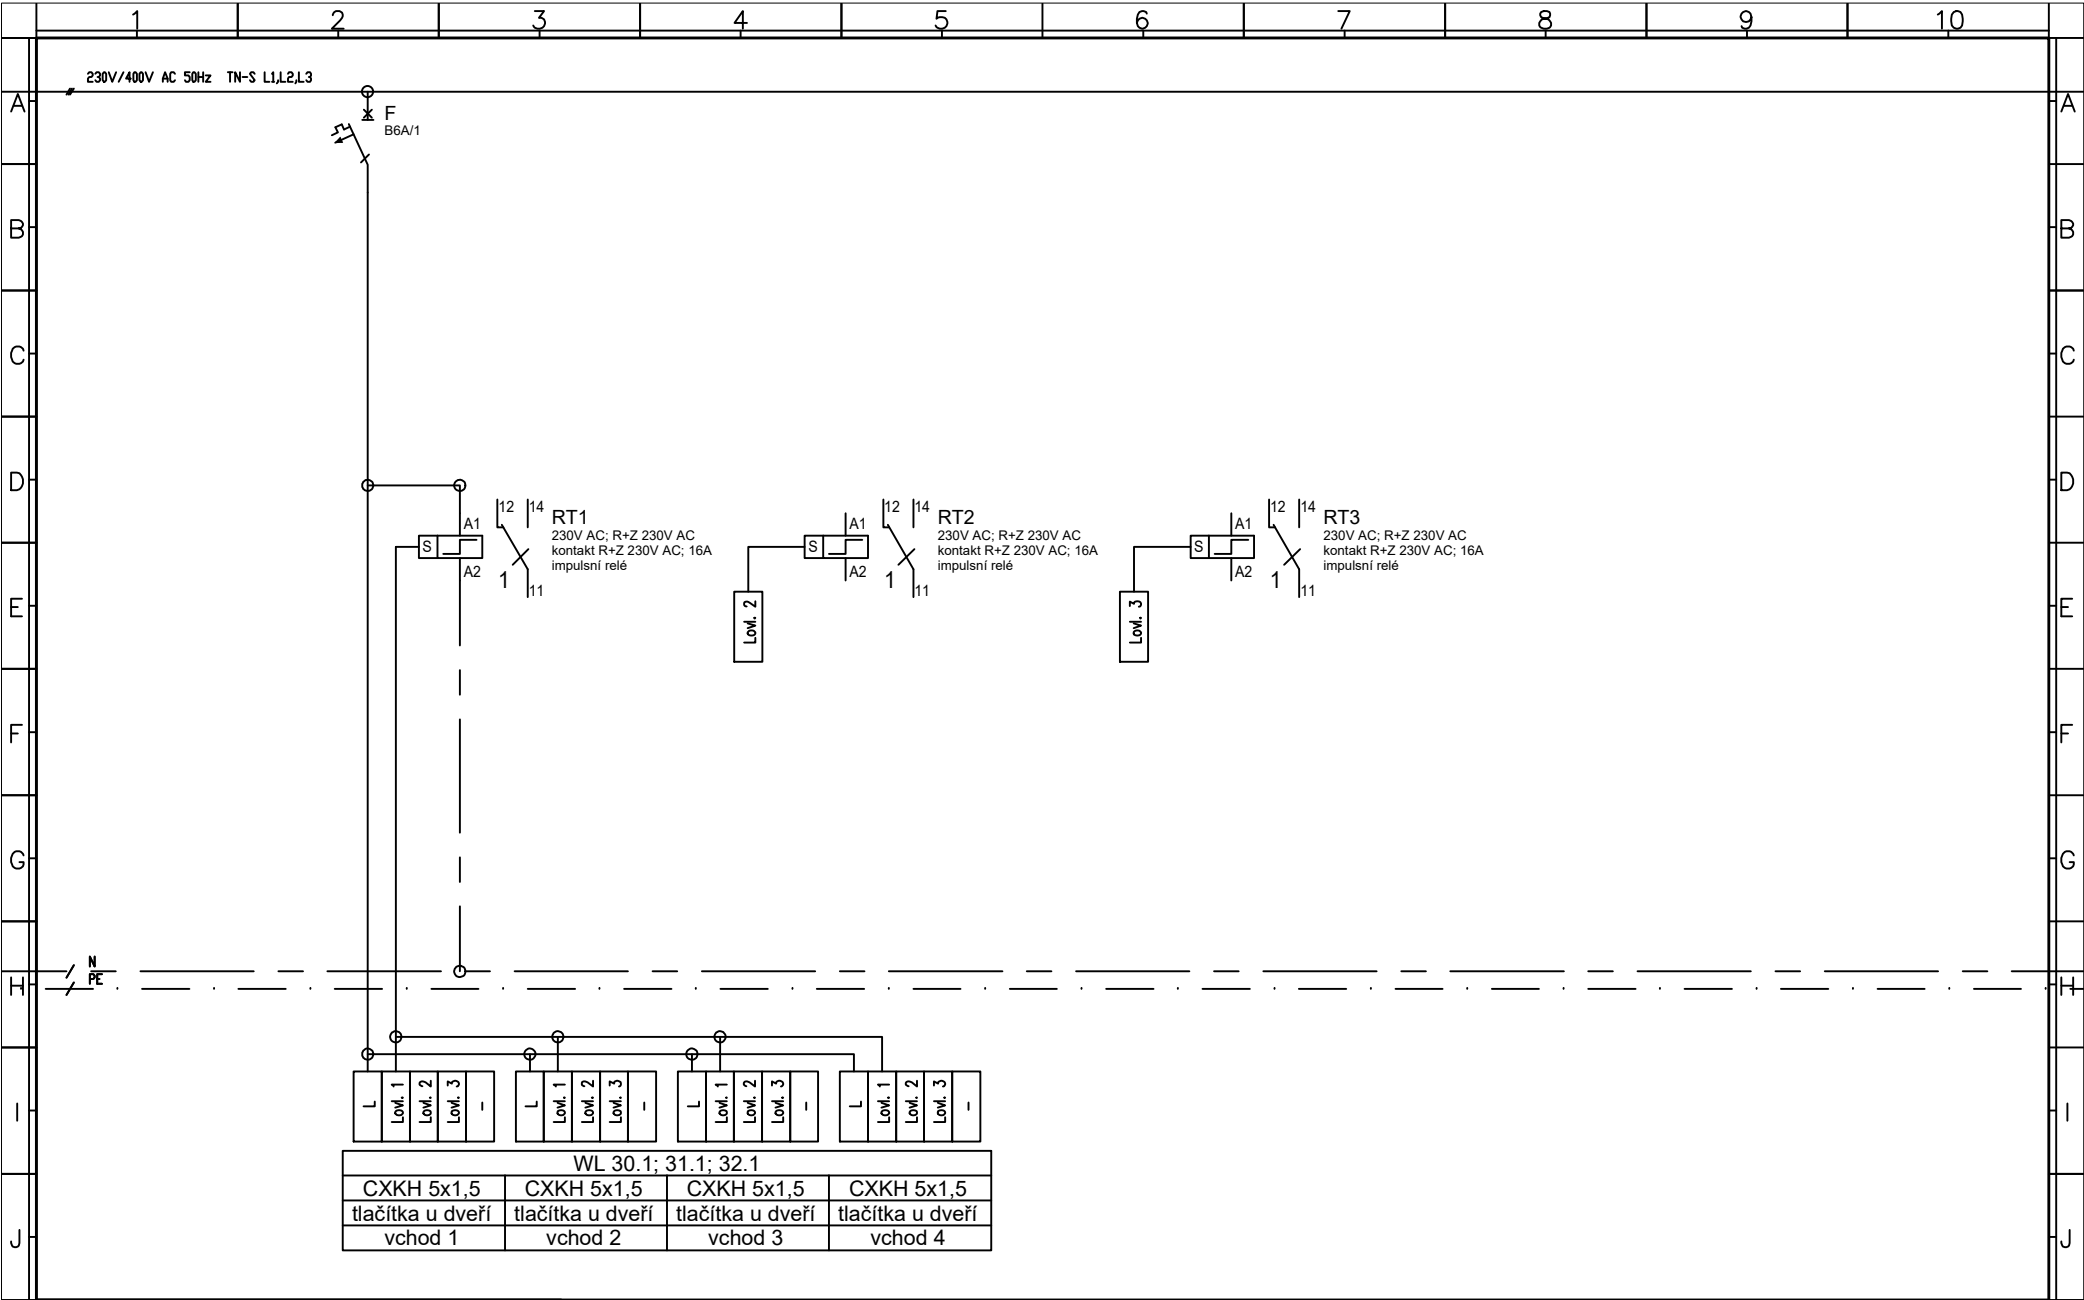 1 2 3 4 5 6 7 8 9 10
230V/400V AC 50Hz TN-S L1,L2,L3
A A
F
B6A/1
B B
C C
D D
12 14 RT1
A1 230V AC; R+Z 230V AC
S kontakt R+Z 230V AC; 16A
A2 impulsní relé
1 11
12 14 RT2
A1 230V AC; R+Z 230V AC
S kontakt R+Z 230V AC; 16A
A2 impulsní relé
1 11
Lovl. 2
12 14 RT3
A1 230V AC; R+Z 230V AC
S kontakt R+Z 230V AC; 16A
A2 impulsní relé
1 11
Lovl. 3
E E
F F
G G
N
PE
H H
L Lovl. 1 Lovl. 2 Lovl. 3 -
L Lovl. 1 Lovl. 2 Lovl. 3 -
L Lovl. 1 Lovl. 2 Lovl. 3 -
L Lovl. 1 Lovl. 2 Lovl. 3 -
I I
WL 30.1; 31.1; 32.1
CXKH 5x1,5 CXKH 5x1,5 CXKH 5x1,5 CXKH 5x1,5
tlačítka u dveří tlačítka u dveří tlačítka u dveří tlačítka u dveří
vchod 1 vchod 2 vchod 3 vchod 4
J J